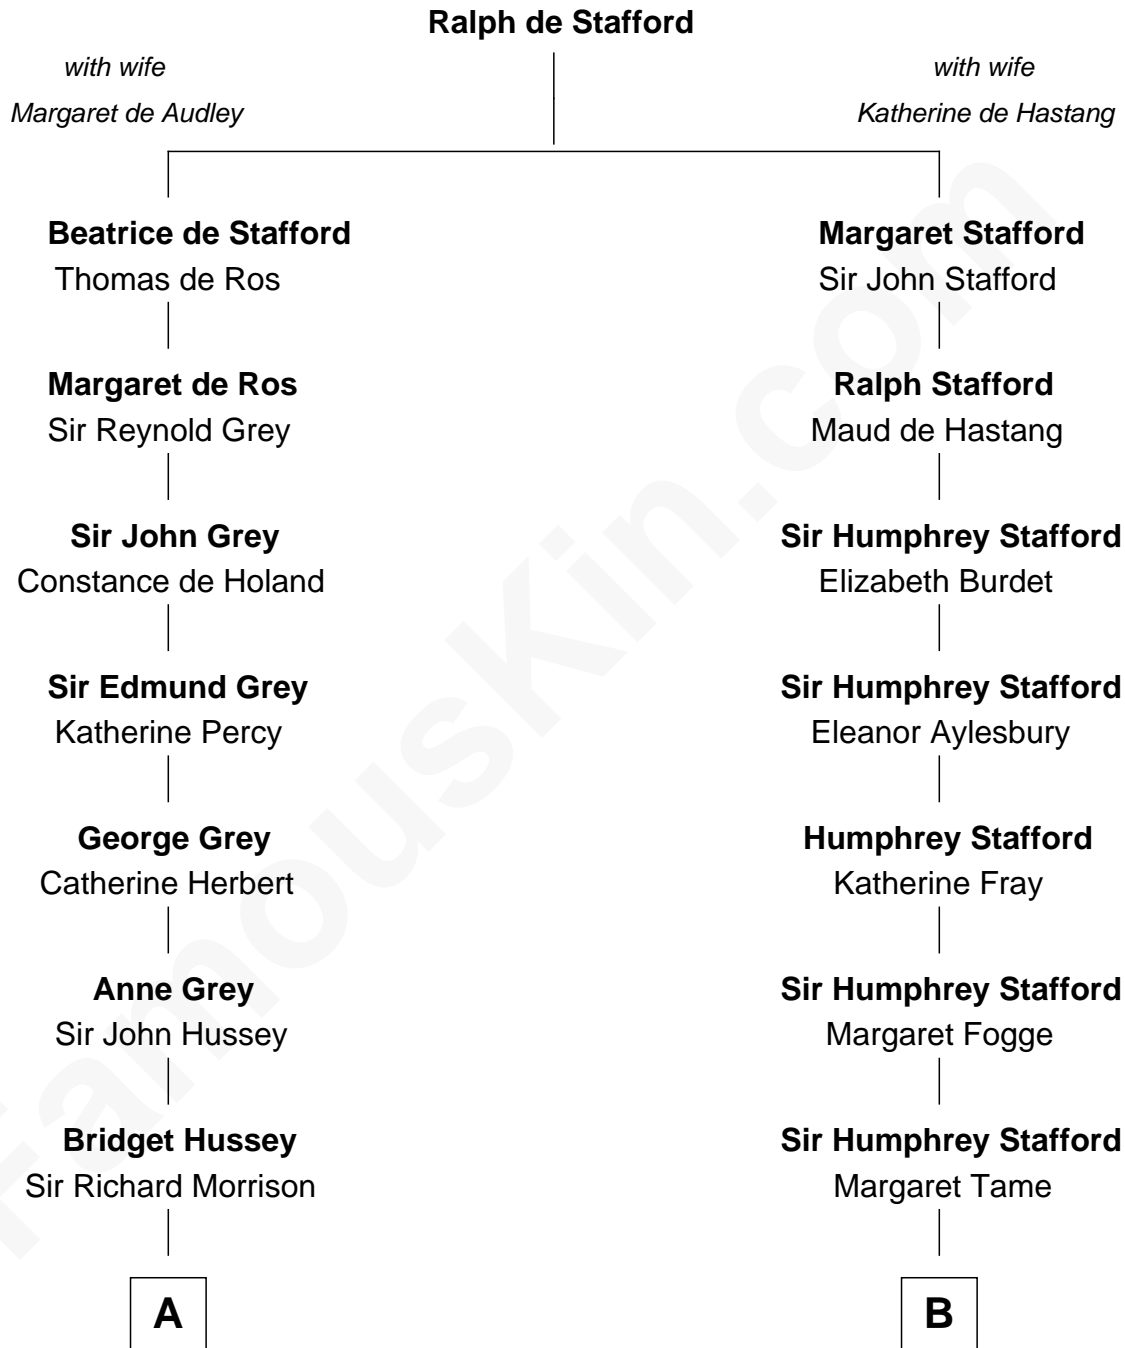 Ralph de Stafford
with wife
Margaret de Audley
with wife
Katherine de Hastang
Beatrice de Stafford
Thomas de Ros
Margaret Stafford
Sir John Stafford
Margaret de Ros
Sir Reynold Grey
Ralph Stafford
Maud de Hastang
Sir John Grey
Constance de Holand
Sir Humphrey Stafford
Elizabeth Burdet
Sir Edmund Grey
Katherine Percy
Sir Humphrey Stafford
Eleanor Aylesbury
George Grey
Catherine Herbert
Humphrey Stafford
Katherine Fray
Anne Grey
Sir John Hussey
Sir Humphrey Stafford
Margaret Fogge
Bridget Hussey
Sir Richard Morrison
Sir Humphrey Stafford
Margaret Tame
A
B
FamousKin.com